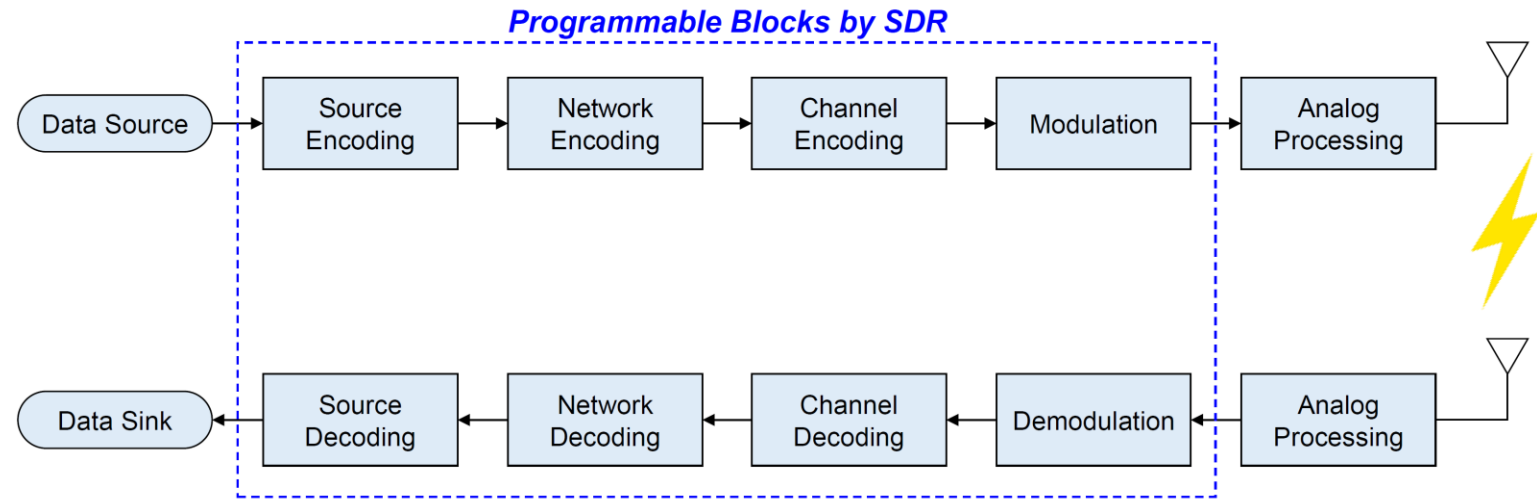 Programmable Blocks by SDR
Data Source
Source
Encoding
Network
Encoding
Channel
Encoding
Modulation
Analog
Processing
Data Sink
Source
Decoding
Network
Decoding
Channel
Decoding
Demodulation
Analog
Processing